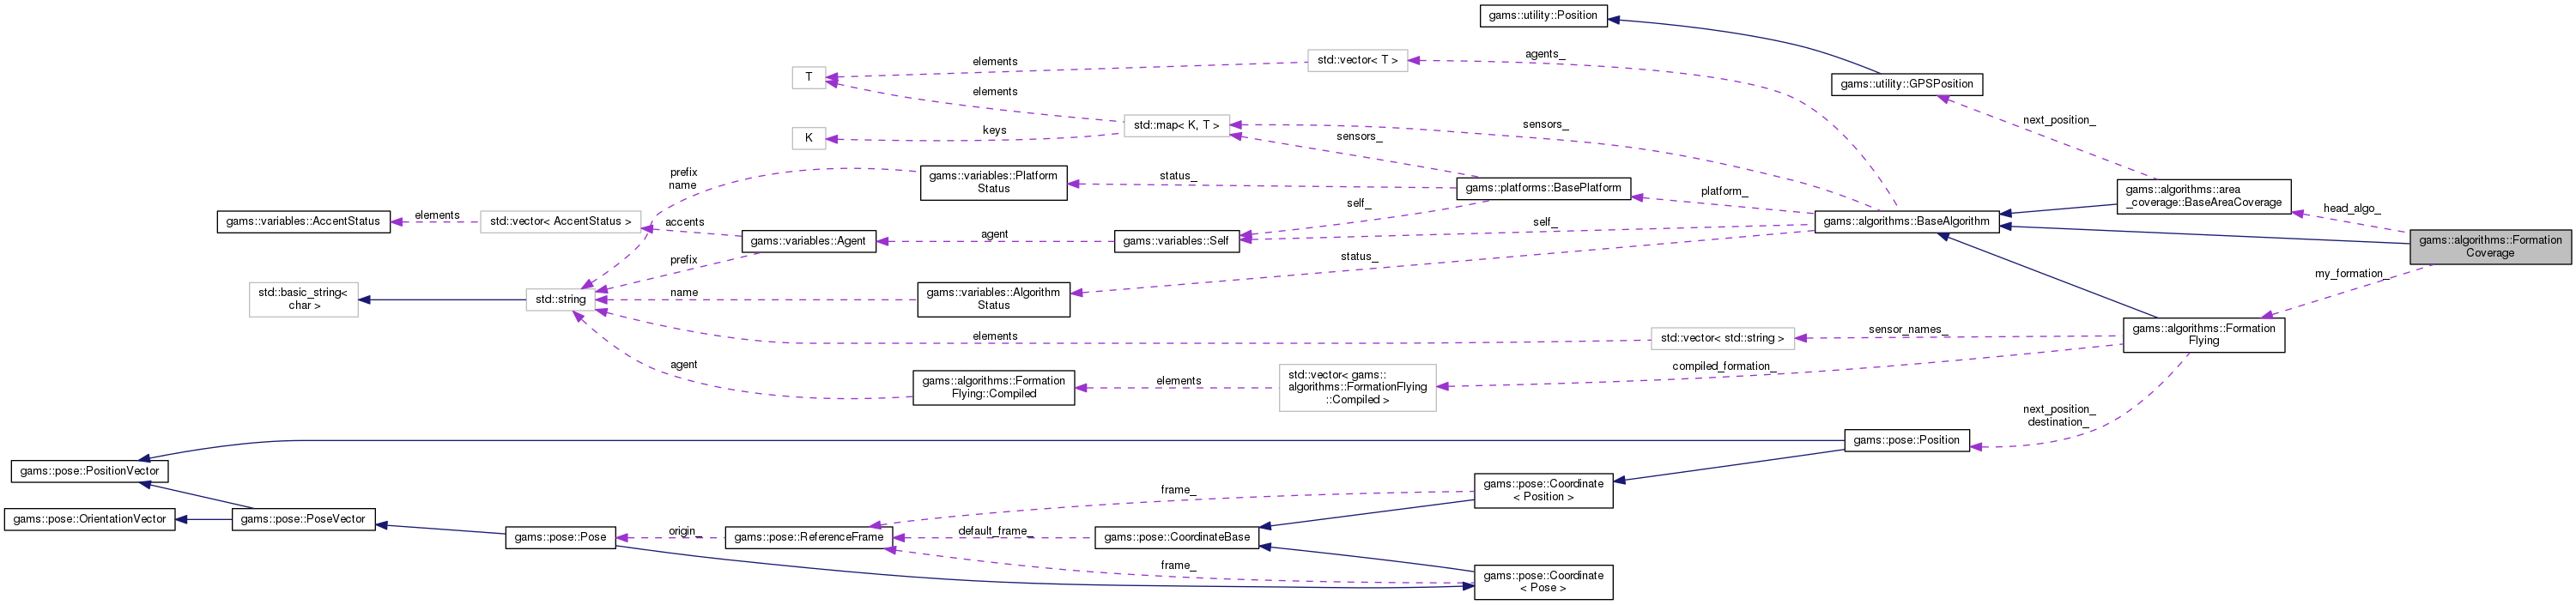 gams::utility::Position
agents_
std::vector< T >
elements
T
gams::utility::GPSPosition
elements
next_position_
sensors_
std::map< K, T >
keys
K
sensors_
prefix
name
gams::variables::Platform
Status
status_
gams::platforms::BasePlatform
platform_
gams::algorithms::area
_coverage::BaseAreaCoverage
head_algo_
self_
gams::variables::AccentStatus
elements
std::vector< AccentStatus >
accents
gams::algorithms::BaseAlgorithm
self_
gams::variables::Agent
agent
gams::variables::Self
gams::algorithms::Formation
Coverage
prefix
status_
my_formation_
std::basic_string<
char >
std::string
name
gams::variables::Algorithm
Status
elements
std::vector< std::string >
sensor_names_
gams::algorithms::Formation
Flying
agent
compiled_formation_
gams::algorithms::Formation
Flying::Compiled
elements
std::vector< gams::
algorithms::FormationFlying
::Compiled >
next_position_
destination_
gams::pose::Position
gams::pose::PositionVector
frame_
gams::pose::Coordinate
< Position >
gams::pose::OrientationVector
gams::pose::PoseVector
gams::pose::Pose
origin_
gams::pose::ReferenceFrame
default_frame_
gams::pose::CoordinateBase
frame_
gams::pose::Coordinate
< Pose >